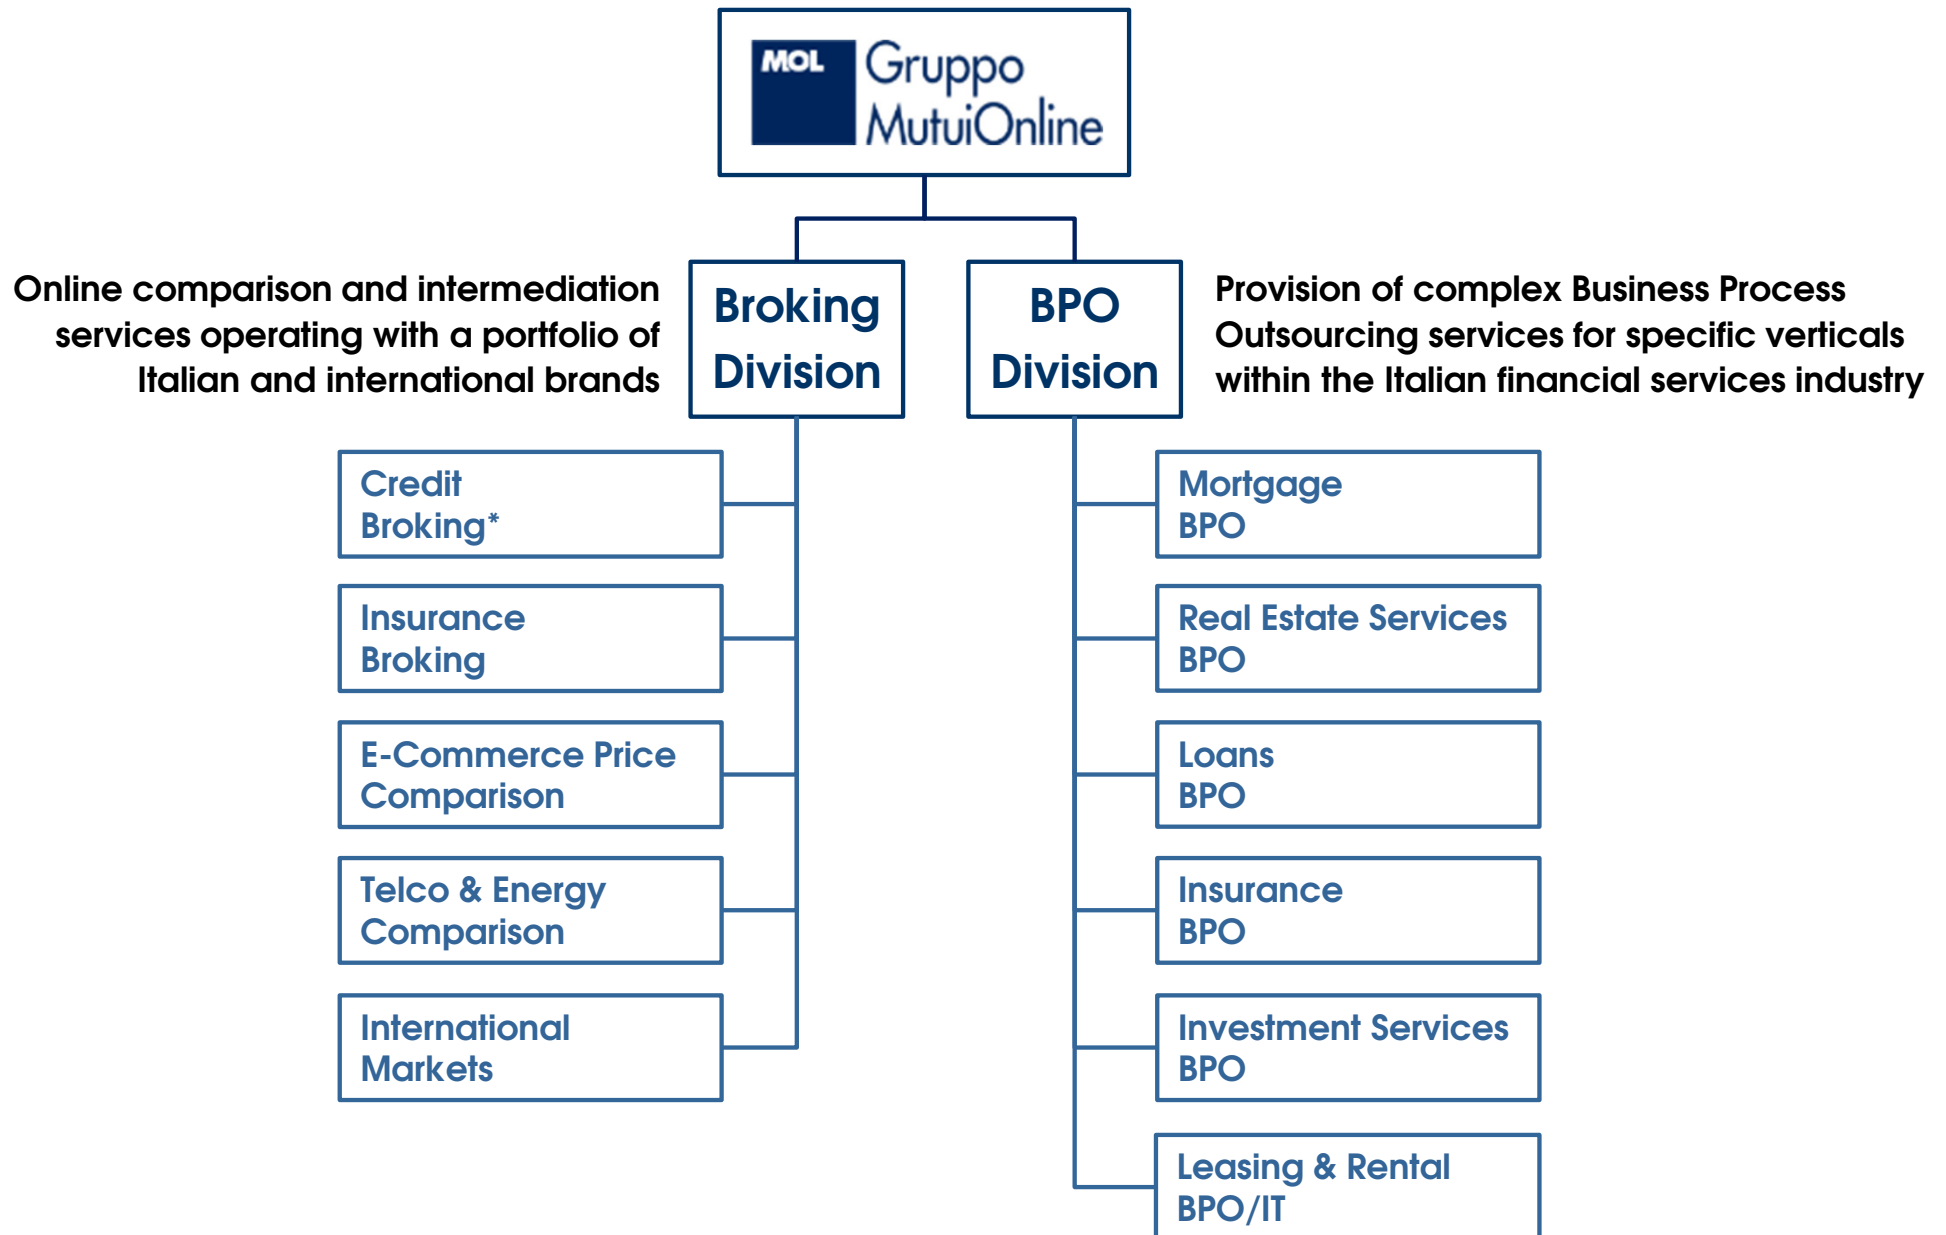 MOL
Gruppo
MutuiOnline
Online comparison and intermediation
services operating with a portfolio of
Italian and international brands
Broking
Division
BPO
Division
Provision of complex Business Process
Outsourcing services for specific verticals
within the Italian financial services industry
Credit
Broking*
Insurance
Broking
E-Commerce Price
Comparison
Telco & Energy
Comparison
International
Markets
Mortgage
BPO
Real Estate Services
BPO
Loans
BPO
Insurance
BPO
Investment Services
BPO
Leasing & Rental
BPO/IT